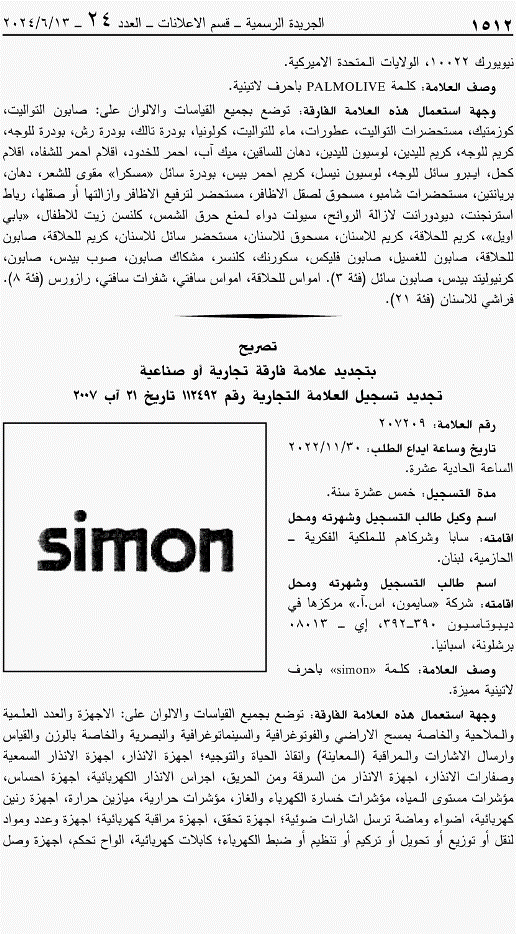 ١٥١٢ الجريدة الرسمية ـ قسم الاعلانات ـ العدد ٢٤ ـ ٢٠٢٤/٦/١٣
نيويورك ١٠٠٢٢، الولايات المتحدة الاميركية.
وصف العلامة: كلمة PALMOLIVE باحرف لاتينية.
وجهة استعمال هذه العلامة الفارقة: توضع بجميع القياسات والالوان على: صابون التواليت،
كوزمتيك، مستحضرات التواليت، عطورات، ماء للتواليت، كولونيا، بودرة تالك، بودرة رش، بودرة للوجه،
كريم للوجه، كريم لليدين، لوسيون لليدين، دهان للساقين، ميك آب، احمر للخدود، اقلام احمر للشفاه، اقلام
كحل، ايبرو سائل للوجه، لوسيون نيسل، كريم احمر بيس، بودرة سائل «مسكرا» مقوى للشعر، دهان،
بريانتين، مستحضرات شامبو، مسحوق لصقل الاظافر، مستحضر لترفيع الاظافر وازالتها أو صقلها، رباط
استرنجنت، ديودورانت لازالة الروائح، سيولت دواء لمنع حرق الشمس، كلنسن زيت للاطفال، «بابي
اويل»، كريم للحلاقة، كريم للاسنان، مسحوق للاسنان، مستحضر سائل للاسنان، كريم للحلاقة، صابون
للحلاقة، صابون للغسيل، صابون فليكس، سكورنك، كلنسر، مشكاك صابون، صوب بيدس، صابون،
كرنيوليتد بيدس، صابون سائل (فئة ٣). امواس للحلاقة، امواس سافتي، شفرات سافتي، رازورس (فئة ٨).
فراشي للاسنان (فئة ٢١).
تصريح
بتجديد علامة فارقة تجارية أو صناعية
تجديد تسجيل العلامة التجارية رقم ١١٢٤٩٢ تاريخ ٢١ آب ٢٠٠٧
رقم العلامة: ٢٠٧٢٠٩
تاريخ وساعة ايداع الطلب: ٢٠٢٢/١١/٣٠
الساعة الحادية عشرة.
مدة التسجيل: خمس عشرة سنة.
اسم وكيل طالب التسجيل وشهرته ومحل
اقامته: سابا وشركاهم للملكية الفكرية ـ
الحازمية، لبنان.
اسم طالب التسجيل وشهرته ومحل
اقامته: شركة «سايمون، اس.آ.» مركزها في
ديبوتاسيون ٣٩٠ـ٣٩٢، إي ـ ٠٨٠١٣
برشلونة، اسبانيا.
وصف العلامة: كلمة «simon» باحرف
لاتينية مميزة.
simon
وجهة استعمال هذه العلامة الفارقة: توضع بجميع القياسات والالوان على: الاجهزة والعدد العلمية
والملاحية والخاصة بمسح الاراضي والفوتوغرافية والسينماتوغرافية والبصرية والخاصة بالوزن والقياس
وارسال الاشارات والمراقبة (المعاينة) وانقاذ الحياة والتوجيه؛ اجهزة الانذار، اجهزة الانذار السمعية
وصفارات الانذار، اجهزة الانذار من السرقة ومن الحريق، اجراس الانذار الكهربائية، اجهزة احساس،
مؤشرات مستوى المياه، مؤشرات خسارة الكهرباء والغاز، مؤشرات حرارية، ميازين حرارة، اجهزة رنين
كهربائية، اضواء وماضة ترسل اشارات ضوئية؛ اجهزة تحقق، اجهزة مراقبة كهربائية؛ اجهزة وعدد ومواد
لنقل أو توزيع أو تحويل أو تركيم أو تنظيم أو ضبط الكهرباء؛ كابلات كهربائية، الواح تحكم، اجهزة وصل